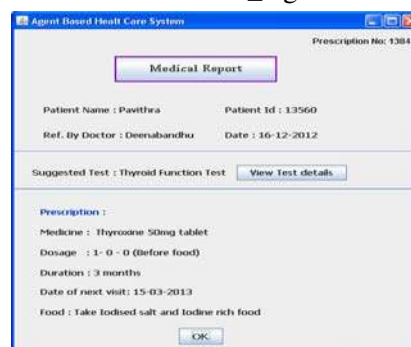 Agent Based Healt Care System
Prescription No: 1384
Medical Report
Patient Name : Pavithra Patient Id : 13560
Ref. By Doctor : Deenabandhu Date : 16-12-2012
Suggested Test : Thyroid Function Test View Test details
Prescription :
Medicine : Thyroxine 50mg tablet
Dosage : 1- 0 - 0 (Before food)
Duration : 3 months
Date of next visit: 15-03-2013
Food : Take Iodised salt and Iodine rich food
OK